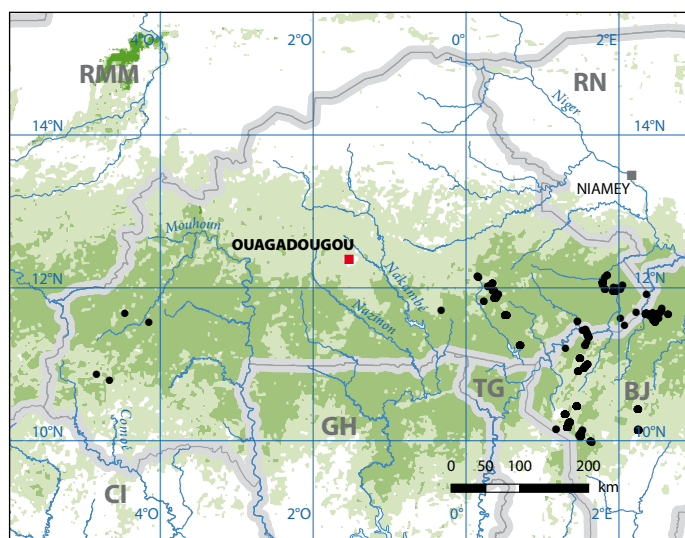 4°O
2°O
0°
2°E
RMM
RN
Niger
14°N
14°N
NIAMEY
Mouhoun
OUAGADOUGOU
Nakambe
Nazinon
12°N
12°N
TG
BJ
GH
Comoé
10°N
10°N
CI
0 50 100 200
km
4°O
2°O
0°
2°E